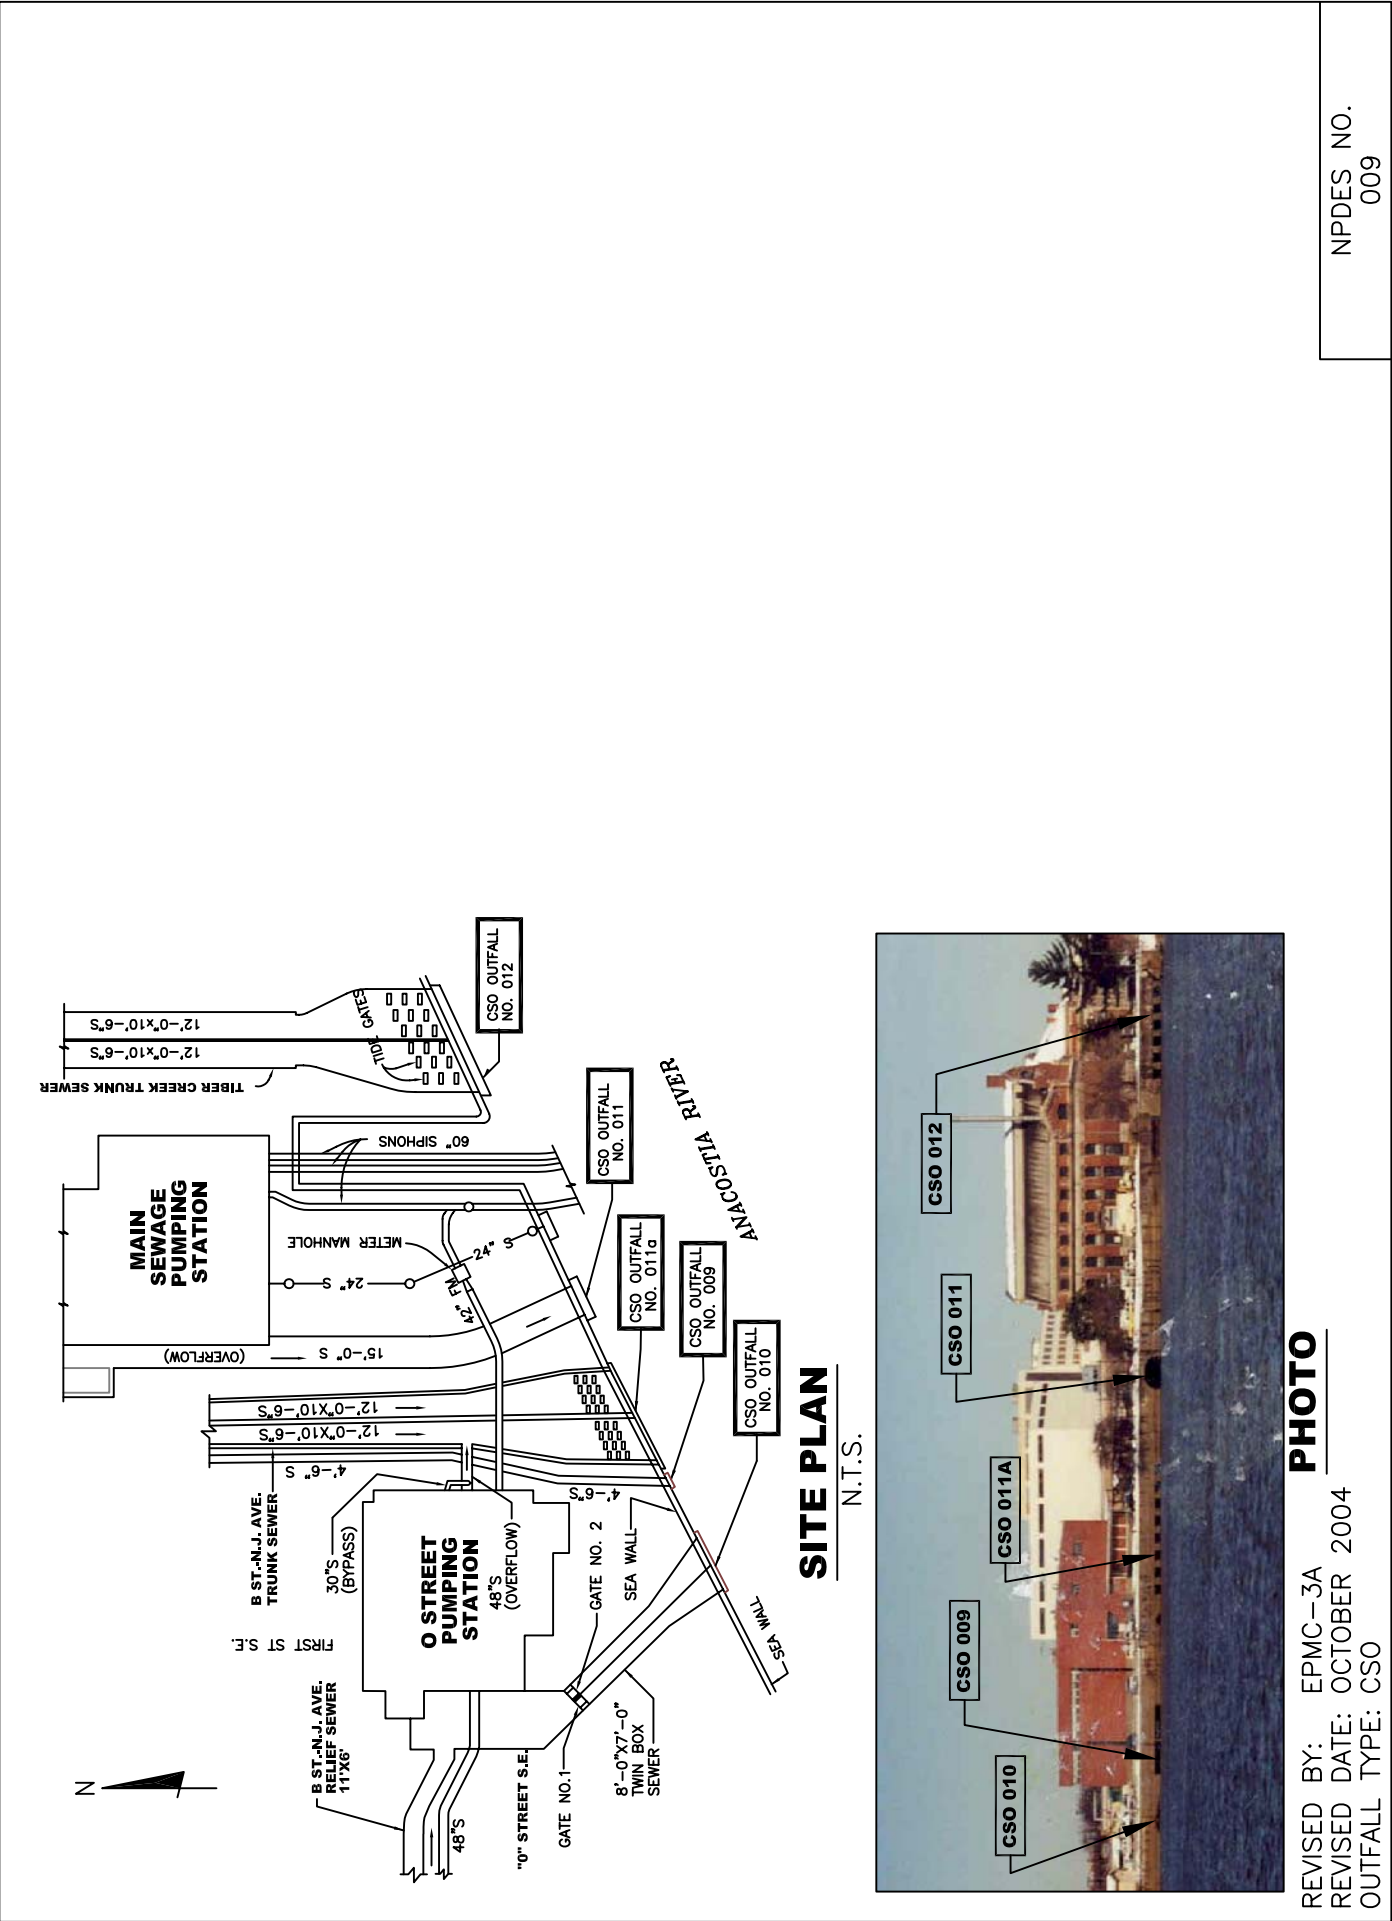 N
B ST.-N.J. AVE.
RELIEF SEWER
11'X6'
48"S
"O" STREET S.E.
GATE NO.1
8'-0"X7'-0"
TWIN BOX
SEWER
FIRST ST S.E.
B ST.-N.J. AVE.
TRUNK SEWER
30"S
(BYPASS)
O STREET
PUMPING
STATION
48"S
(OVERFLOW)
GATE NO. 2
SEA WALL
SEA WALL
4'-6"S
4'-6" S
12'-0"X10'-6"S
12'-0"X10'-6"S
15'-0" S
(OVERFLOW)
MAIN
SEWAGE
PUMPING
STATION
24" S
24" S
METER MANHOLE
42" FM
60" SIPHONS
TIBER CREEK TRUNK SEWER
12'-0"x10'-6"S
12'-0"x10'-6"S
TIDE GATES
CSO OUTFALL
NO. 012
CSO OUTFALL
NO. 011
CSO OUTFALL
NO. 011a
CSO OUTFALL
NO. 009
CSO OUTFALL
NO. 010
ANACOSTIA RIVER
SITE PLAN
N.T.S.
CSO 010
CSO 009
CSO 011A
CSO 011
CSO 012
PHOTO
REVISED BY: EPMC-3A
REVISED DATE: OCTOBER 2004
OUTFALL TYPE: CSO
NPDES NO.
009